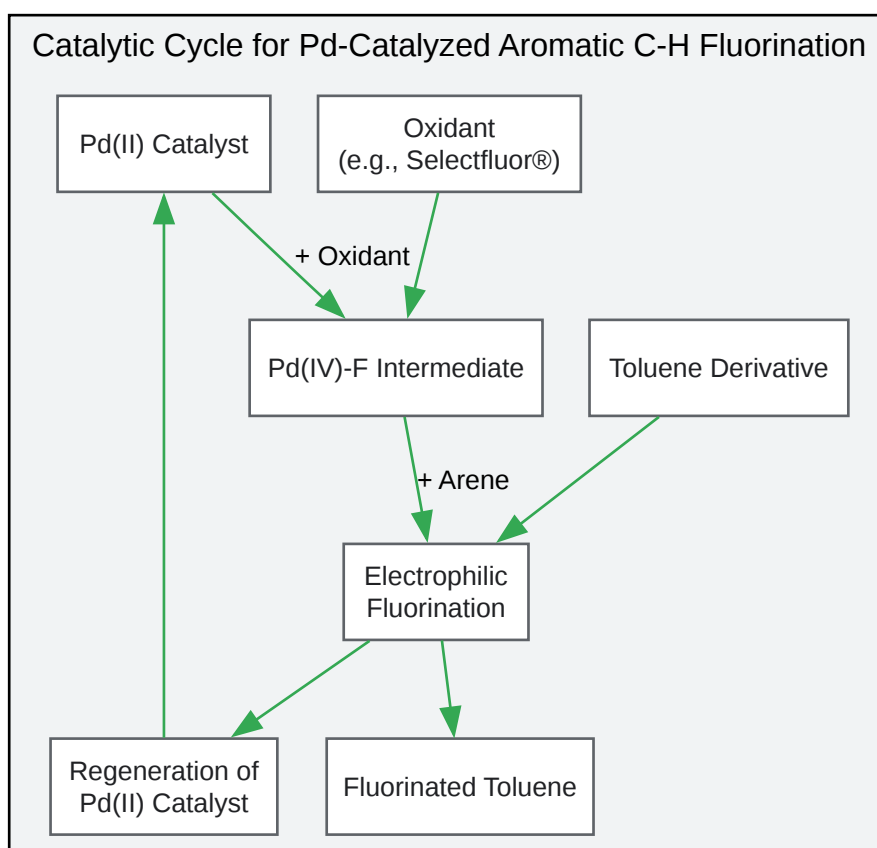 Catalytic Cycle for Pd-Catalyzed Aromatic C-H Fluorination
Pd(II) Catalyst
Oxidant
(e.g., Selectfluor®)
+ Oxidant
Pd(IV)-F Intermediate
Toluene Derivative
+ Arene
Electrophilic
Fluorination
Regeneration of
Pd(II) Catalyst
Fluorinated Toluene